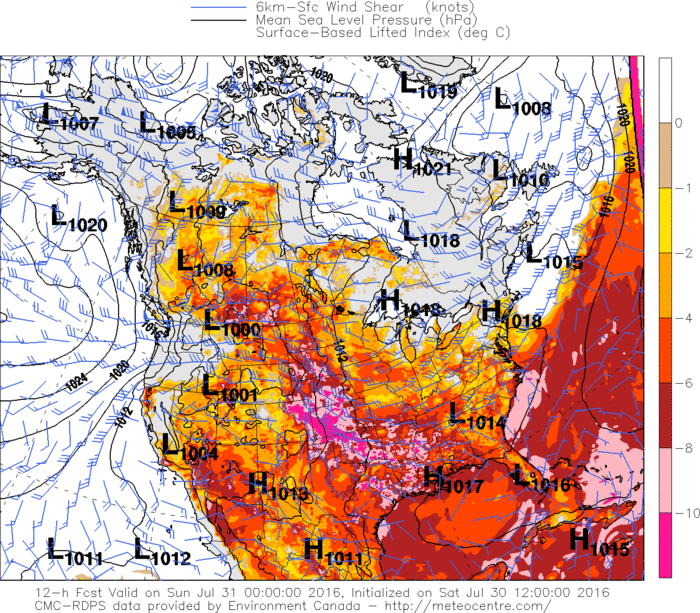 6km-Sfc Wind Shear (knots)
Mean Sea Level Pressure (hPa)
Surface-Based Lifted Index (deg C)
1020
L1019
L1003
L1007
L1005
1020
0
H1021
1020
L1010
-1
L1009
1016
L1020
L1018
L1008
L1015
-2
H1018
H1018
L1000
-4
1016
1012
1020
1024
L1001
-6
1012
L1014
L1004
-8
H1013
H1017
L1016
-10
L1011
L1012
H1011
H1015
12-h Fcst Valid on Sun Jul 31 00:00:00 2016, Initialized on Sat Jul 30 12:00:00 2016
CMC-RDPS data provided by Environment Canada - http://meteocentre.com/